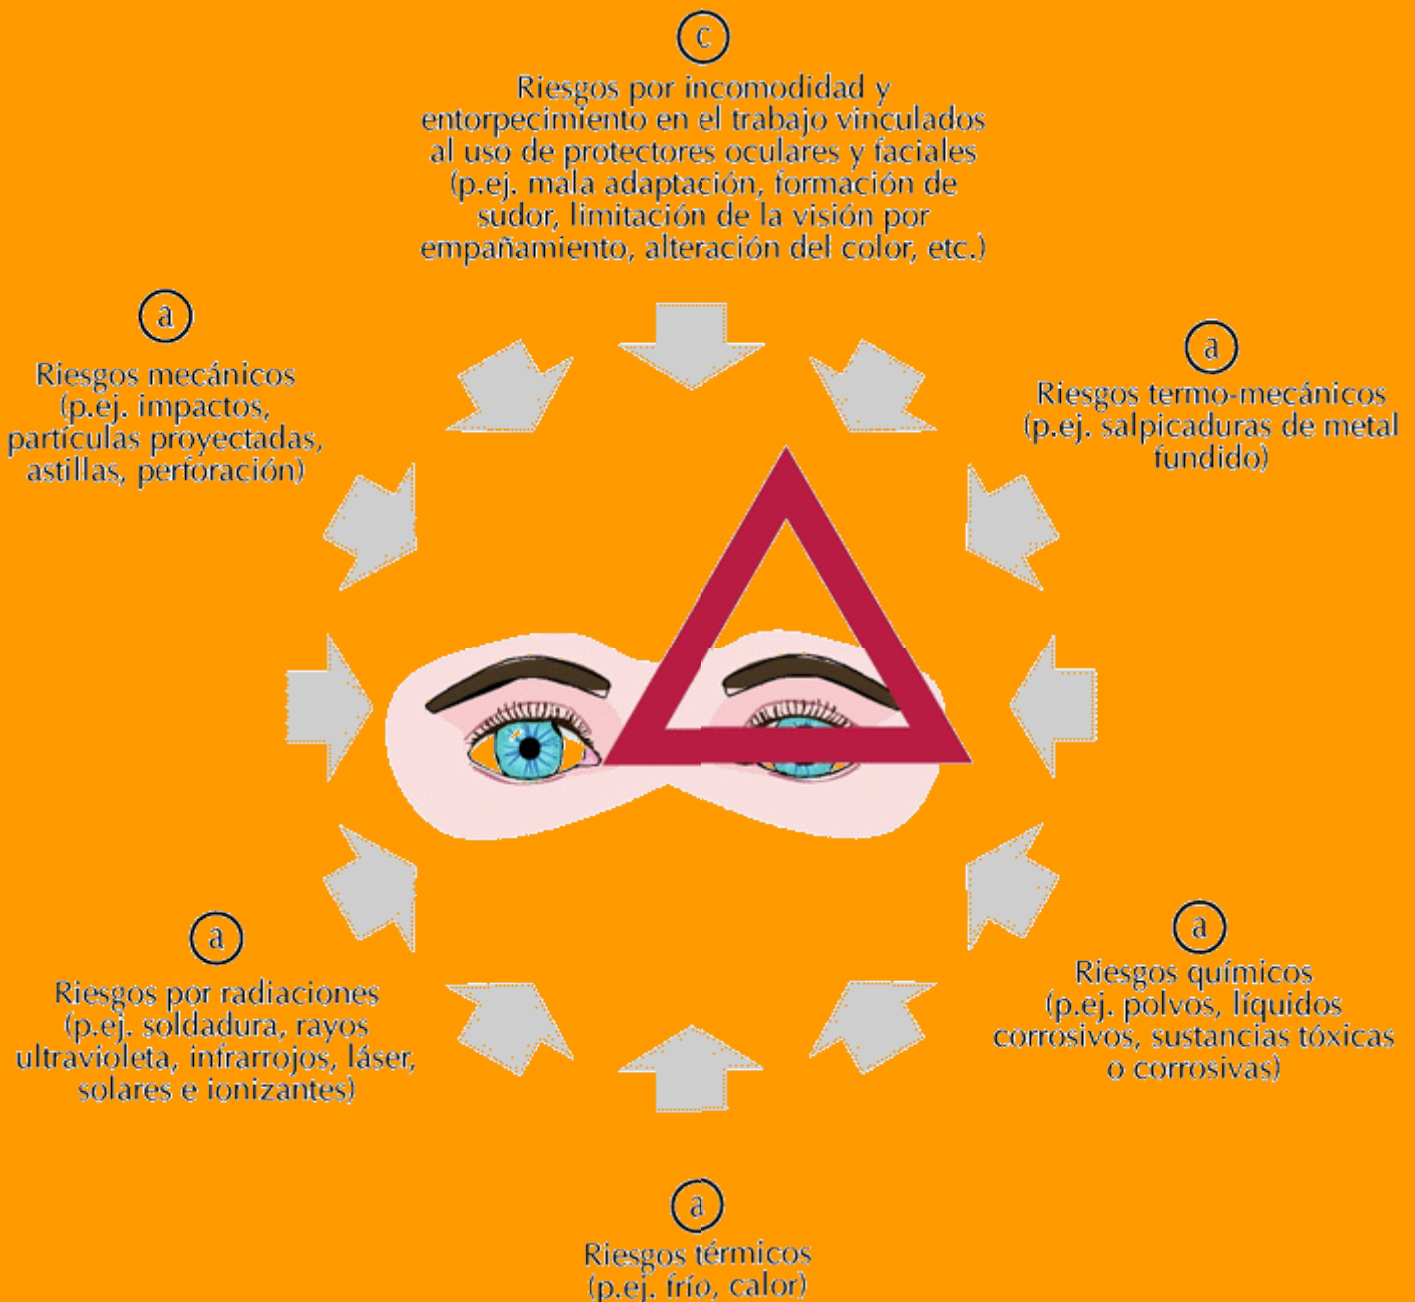 c
Riesgos por incomodidad y
entorpecimiento en el trabajo vinculados
al uso de protectores oculares y faciales
(p.ej. mala adaptación, formación de
sudor, limitación de la visión por
empañamiento, alteración del color, etc.)
a
Riesgos mecánicos
(p.ej. impactos,
partículas proyectadas,
astillas, perforación)
a
Riesgos termo-mecánicos
(p.ej. salpicaduras de metal
fundido)
a
Riesgos por radiaciones
(p.ej. soldadura, rayos
ultravioleta, infrarrojos, láser,
solares e ionizantes)
a
Riesgos químicos
(p.ej. polvos, líquidos
corrosivos, sustancias tóxicas
o corrosivas)
a
Riesgos térmicos
(p.ej. frío, calor)